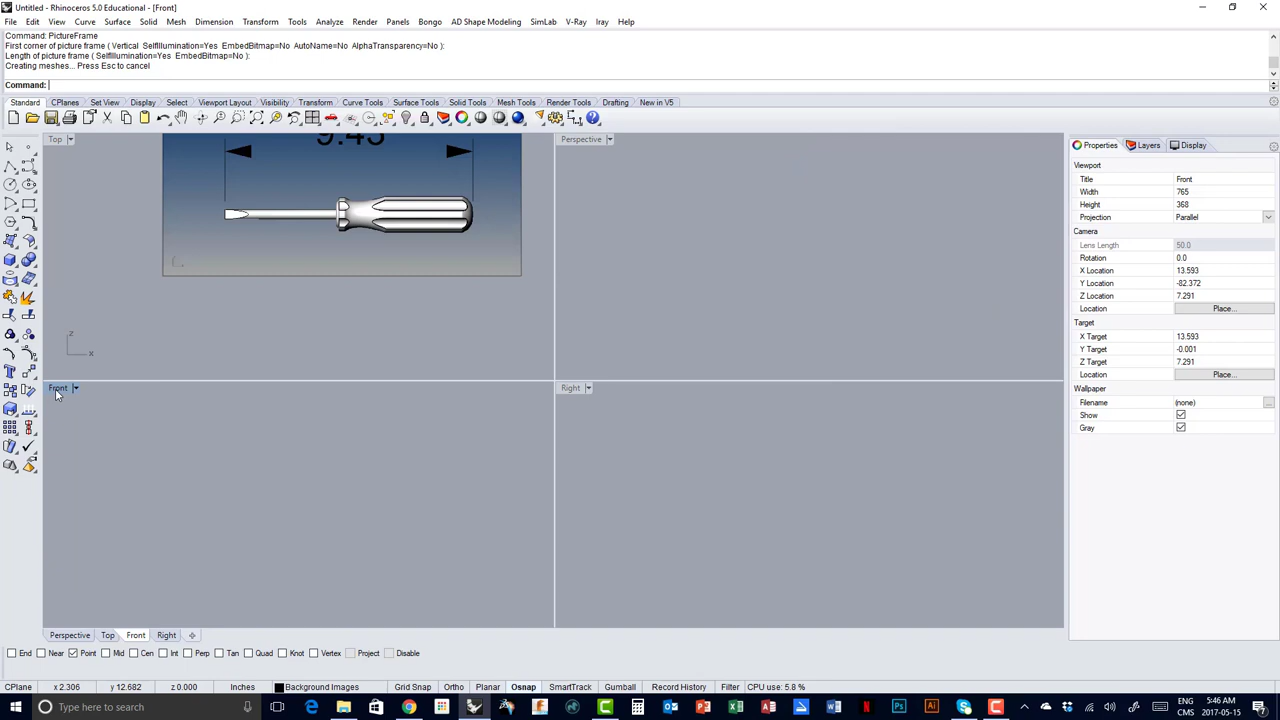 Untitled - Rhinoceros 5.0 Educational - [Front]
File Edit View Curve Surface Solid Mesh Dimension Transform Tools Analyze Render Panels Bongo AD Shape Modeling SimLab V-Ray Iray Help
Command: PictureFrame
First corner of picture frame ( Vertical SelfIllumination=Yes EmbedBitmap=No AutoName=No AlphaTransparency=No ):
Length of picture frame ( SelfIllumination=Yes EmbedBitmap=No ):
Creating meshes... Press Esc to cancel
Command:
Standard CPlanes Set View Display Select Viewport Layout Visibility Transform Curve Tools Surface Tools Solid Tools Mesh Tools Render Tools Drafting New in V5
Top
9.45
z
x
Perspective
Front
Right
Properties Layers Display
Viewport
Title Front
Width 765
Height 368
Projection Parallel
Camera
Lens Length 50.0
Rotation 0.0
X Location 13.593
Y Location -82.372
Z Location 7.291
Location Place...
Target
X Target 13.593
Y Target -0.001
Z Target 7.291
Location Place...
Wallpaper
Filename (none) ...
Show
Gray
Perspective Top Front Right
End Near Point Mid Cen Int Perp Tan Quad Knot Vertex Project Disable
CPlane x 2.306 y 12.682 z 0.000 Inches Background Images Grid Snap Ortho Planar Osnap SmartTrack Gumball Record History Filter CPU use: 5.8 %
Type here to search
ENG 5:46 AM
CMS 2017-05-15